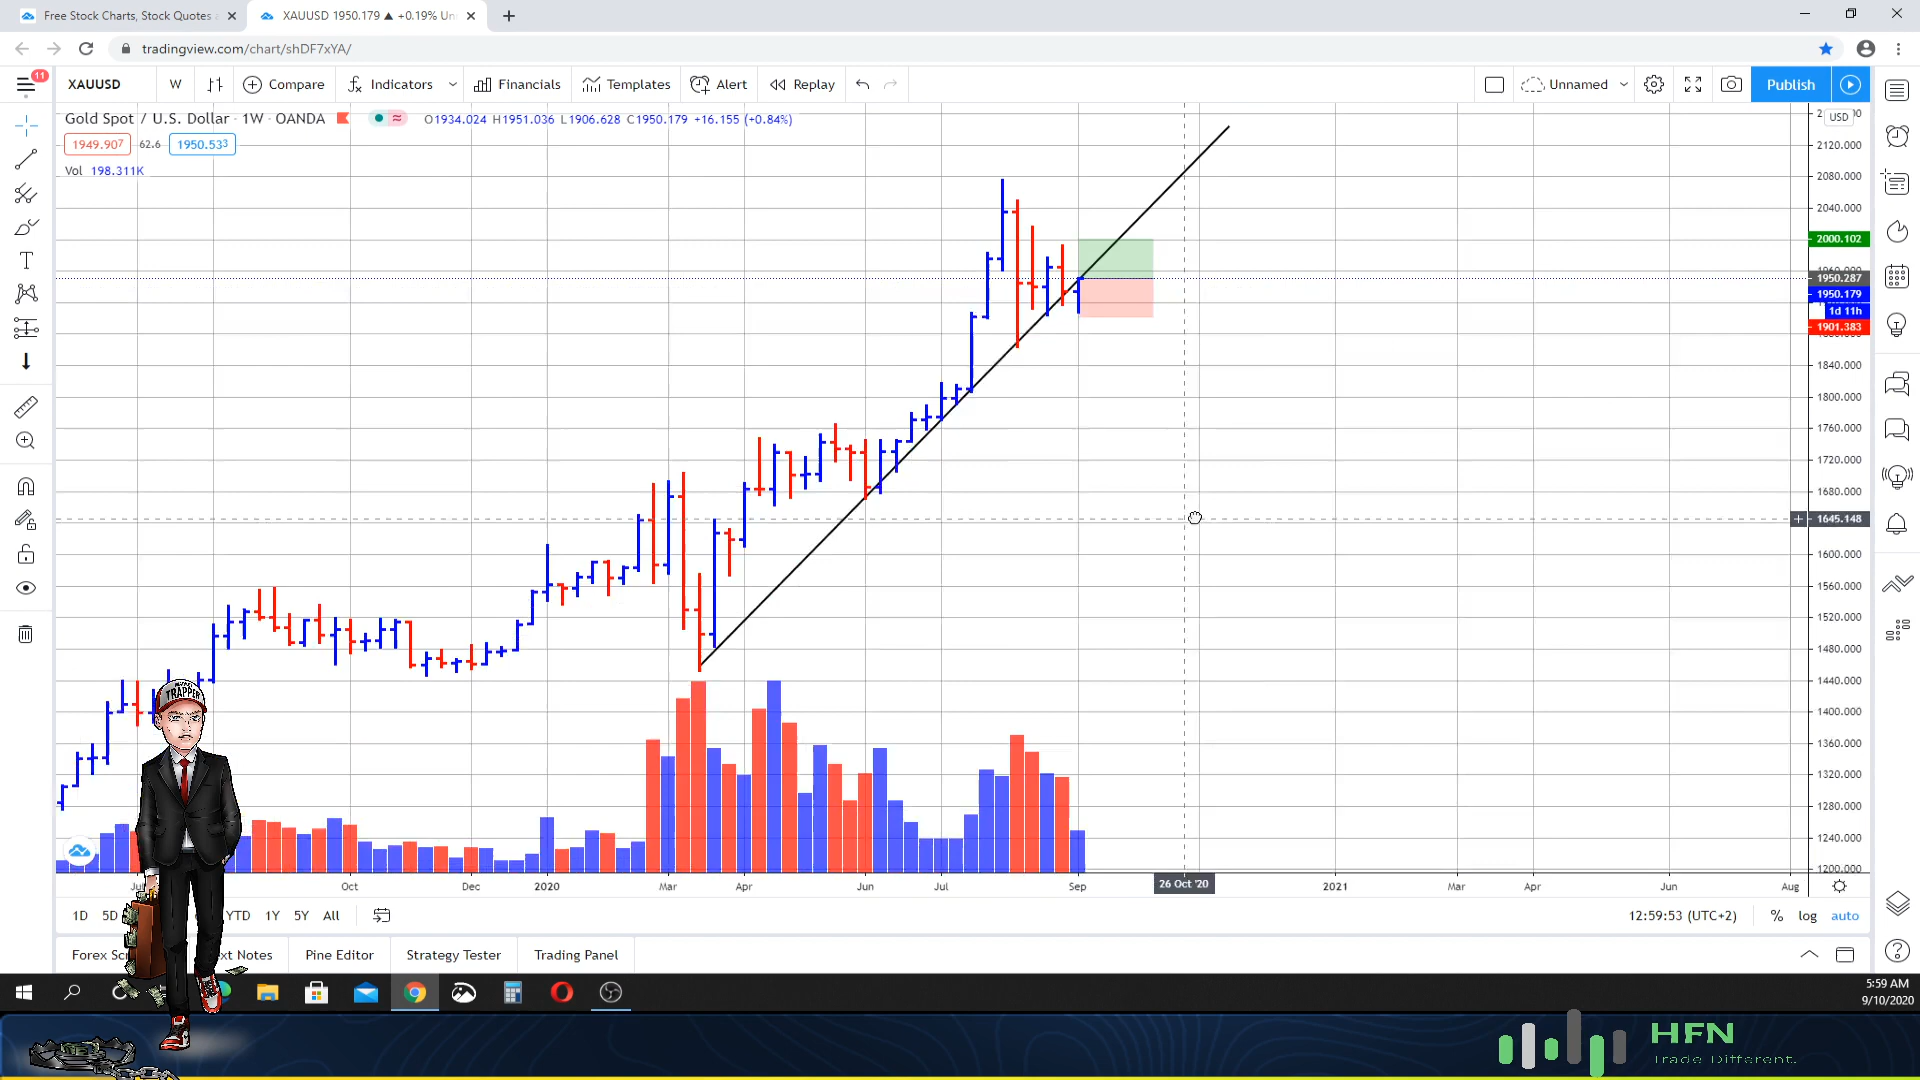 Free Stock Charts, Stock Quotes
XAUUSD 1950.179 ▲ +0.19% Un
tradingview.com/chart/shDF7xYA/
11
XAUUSD W Compare Indicators Financials Templates Alert Replay Unnamed Publish
Gold Spot / U.S. Dollar · 1W · OANDA O1934.024 H1951.036 L1906.628 C1950.179 +16.155 (+0.84%)
1949.907 62.6 1950.533
Vol 198.311K
USD
2120.000
2080.000
2040.000
2000.102
1950.287
1950.179
1d 11h
1901.383
1840.000
1800.000
1760.000
1720.000
1680.000
1645.148
1600.000
1560.000
1520.000
1480.000
1440.000
1400.000
1360.000
1320.000
1280.000
1240.000
1200.000
TRAPPER
Oct Dec 2020 Mar Apr Jun Jul Sep 26 Oct '20 2021 Mar Apr Jun Aug
1D 5D YTD 1Y 5Y All 12:59:53 (UTC+2) % log auto
Forex Sc Notes Pine Editor Strategy Tester Trading Panel
5:59 AM
9/10/2020
HFN
Trade Different.